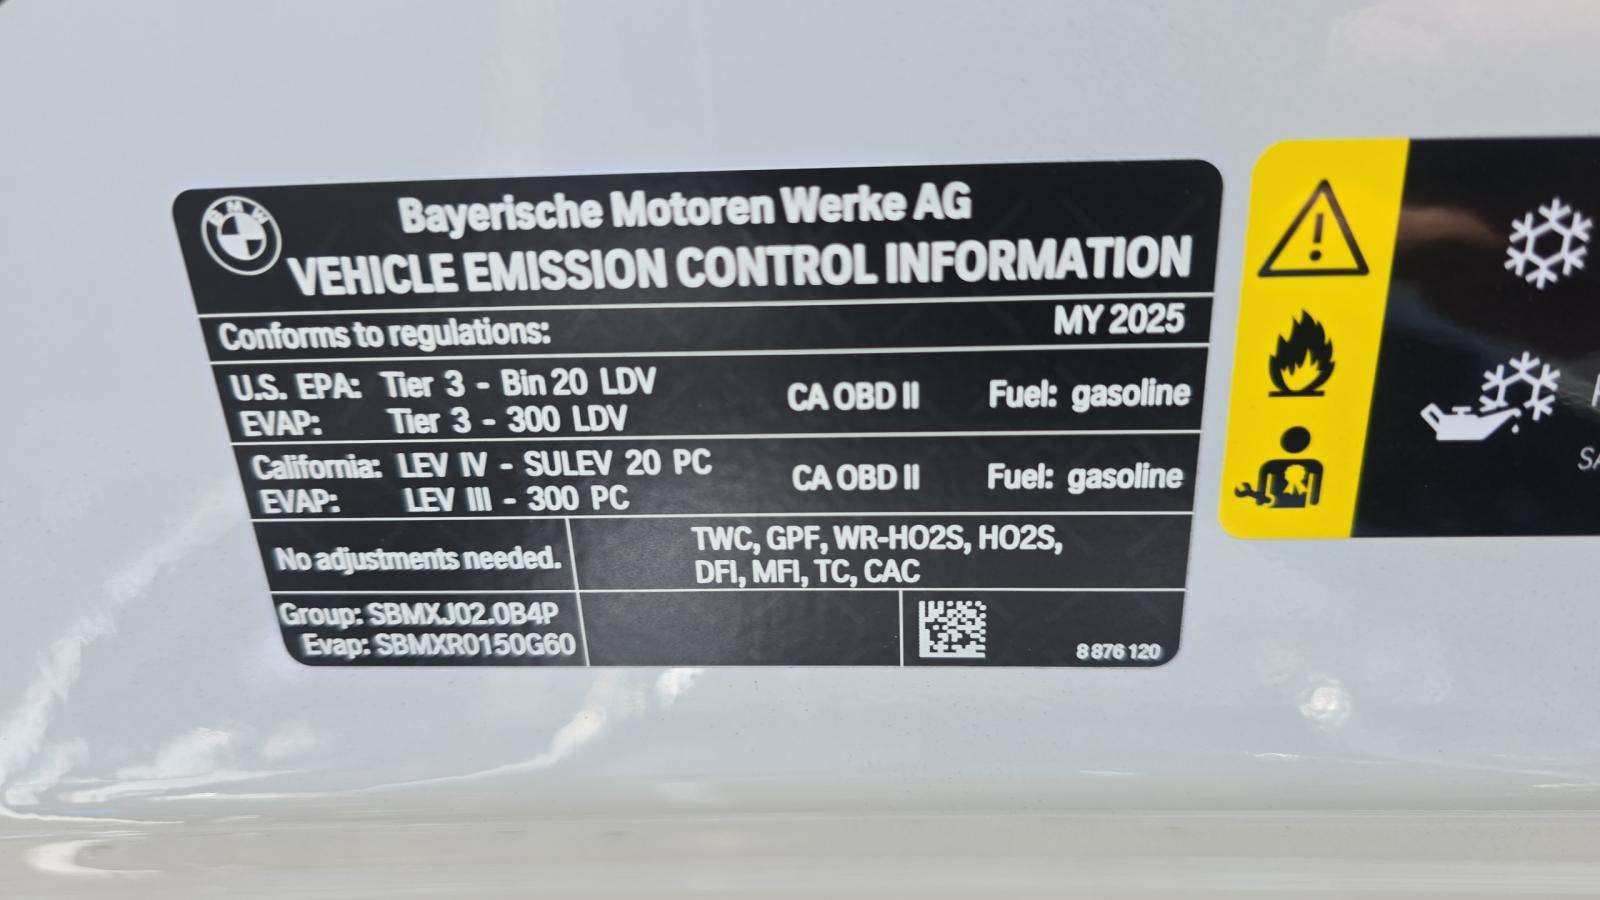 BMW
Bayerische Motoren Werke AG
VEHICLE EMISSION CONTROL INFORMATION
Conforms to regulations: MY 2025
U.S. EPA: Tier 3 - Bin 20 LDV CA OBD II Fuel: gasoline
EVAP: Tier 3 - 300 LDV
California: LEV IV - SULEV 20 PC CA OBD II Fuel: gasoline
EVAP: LEV III - 300 PC
No adjustments needed.
TWC, GPF, WR-HO2S, HO2S,
DFI, MFI, TC, CAC
Group: SBMXJ02.0B4P
Evap: SBMXR0150G60
8 876 120